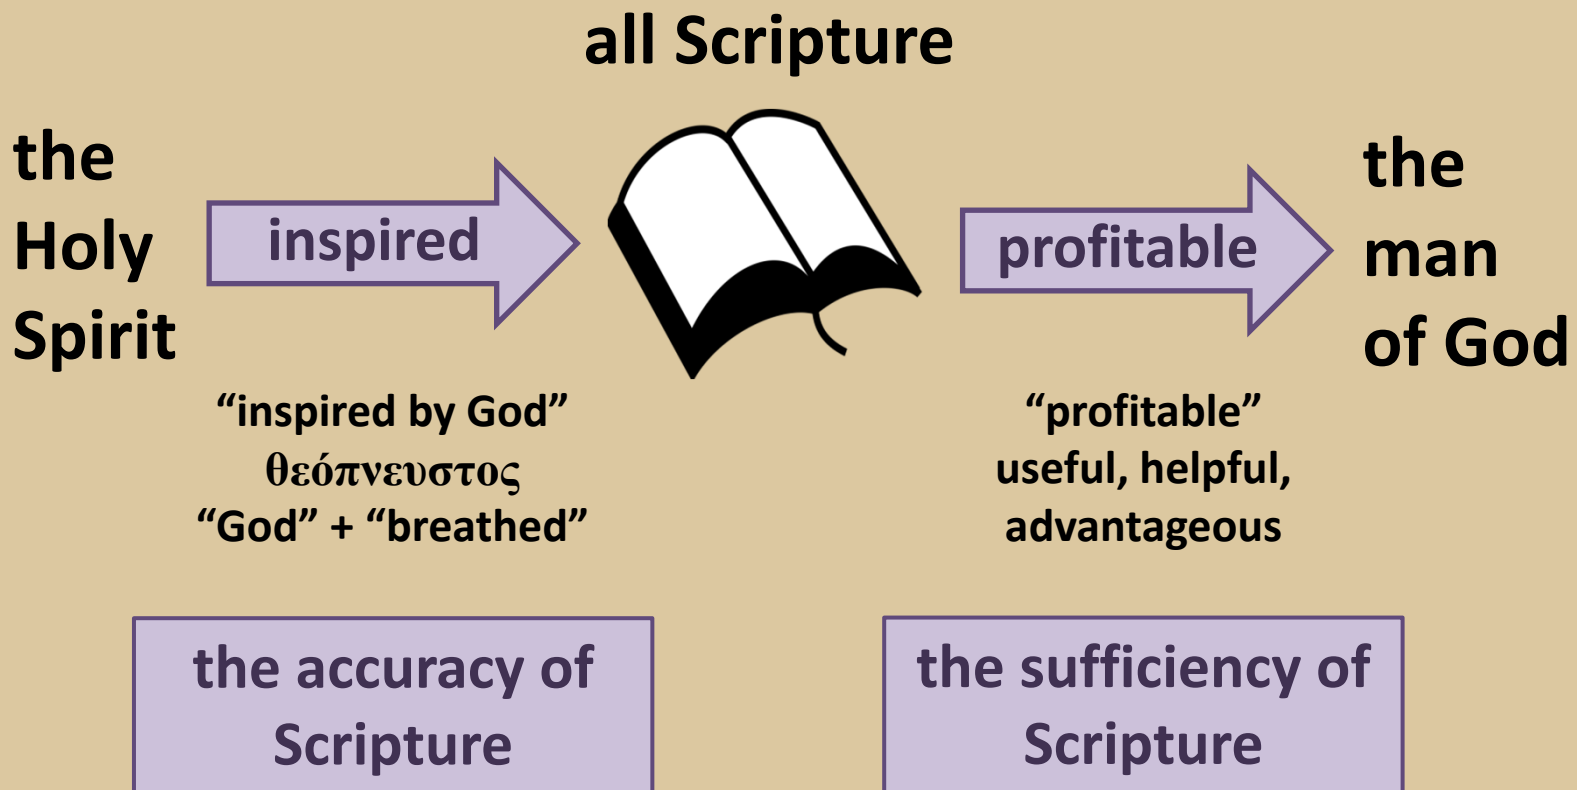 all Scripture
the
Holy
Spirit
inspired
profitable
the
man
of God
“inspired by God”
θεόπνευστος
“God” + “breathed”
“profitable”
useful, helpful,
advantageous
the accuracy of
Scripture
the sufficiency of
Scripture